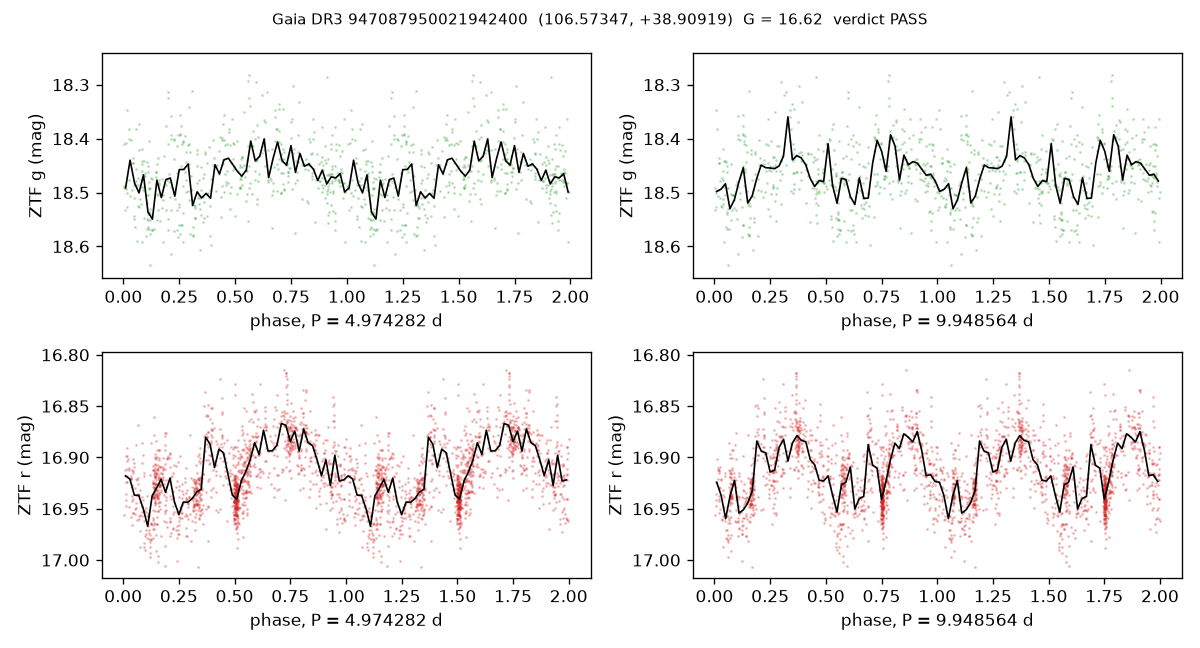 Gaia DR3 947087950021942400 (106.57347, +38.90919) G = 16.62 verdict PASS
ZTF g (mag)
18.3
18.4
18.5
18.6
0.00 0.25 0.50 0.75 1.00 1.25 1.50 1.75 2.00
phase, P = 4.974282 d
ZTF g (mag)
18.3
18.4
18.5
18.6
0.00 0.25 0.50 0.75 1.00 1.25 1.50 1.75 2.00
phase, P = 9.948564 d
ZTF r (mag)
16.80
16.85
16.90
16.95
17.00
0.00 0.25 0.50 0.75 1.00 1.25 1.50 1.75 2.00
phase, P = 4.974282 d
ZTF r (mag)
16.80
16.85
16.90
16.95
17.00
0.00 0.25 0.50 0.75 1.00 1.25 1.50 1.75 2.00
phase, P = 9.948564 d